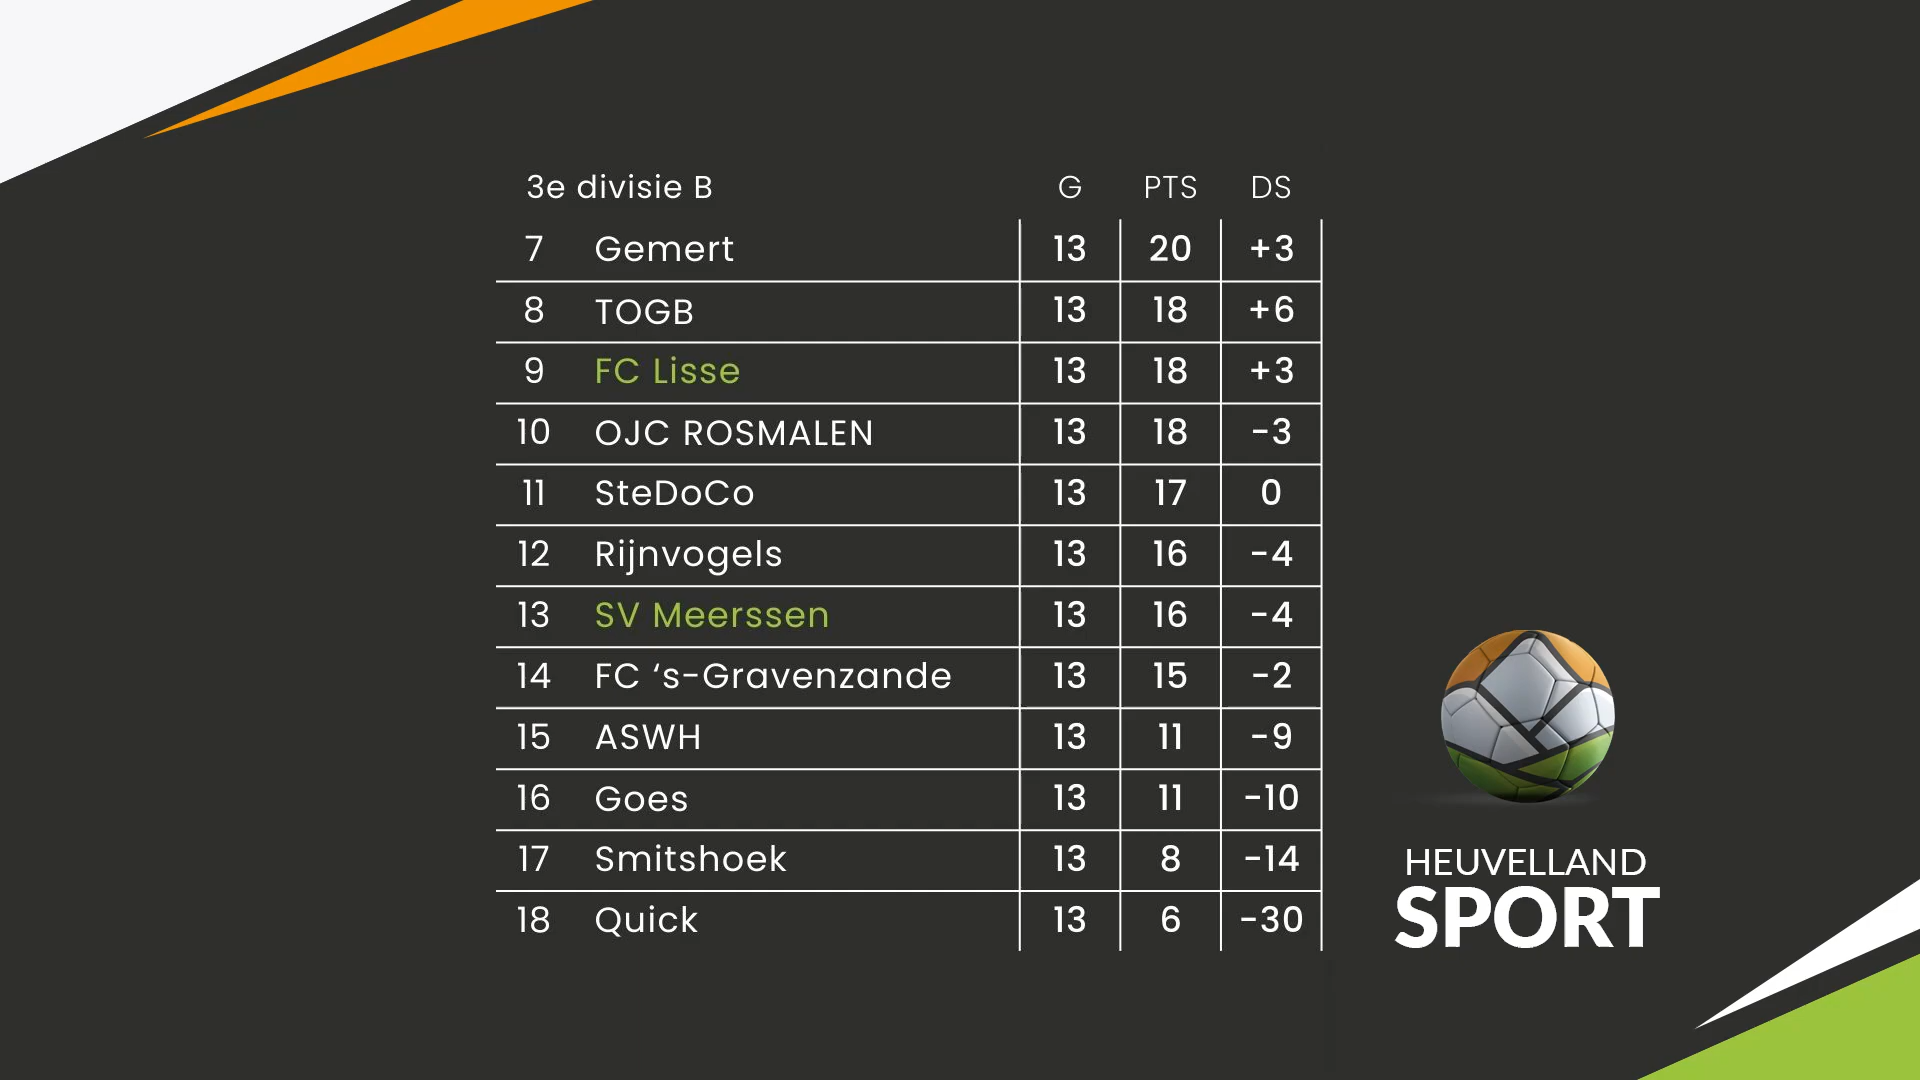 3e divisie B G PTS DS
7 Gemert 13 20 +3
8 TOGB 13 18 +6
9 FC Lisse 13 18 +3
10 OJC ROSMALEN 13 18 -3
11 SteDoCo 13 17 0
12 Rijnvogels 13 16 -4
13 SV Meerssen 13 16 -4
14 FC ‘s-Gravenzande 13 15 -2
15 ASWH 13 11 -9
16 Goes 13 11 -10
17 Smitshoek 13 8 -14
18 Quick 13 6 -30
HEUVELLAND
SPORT